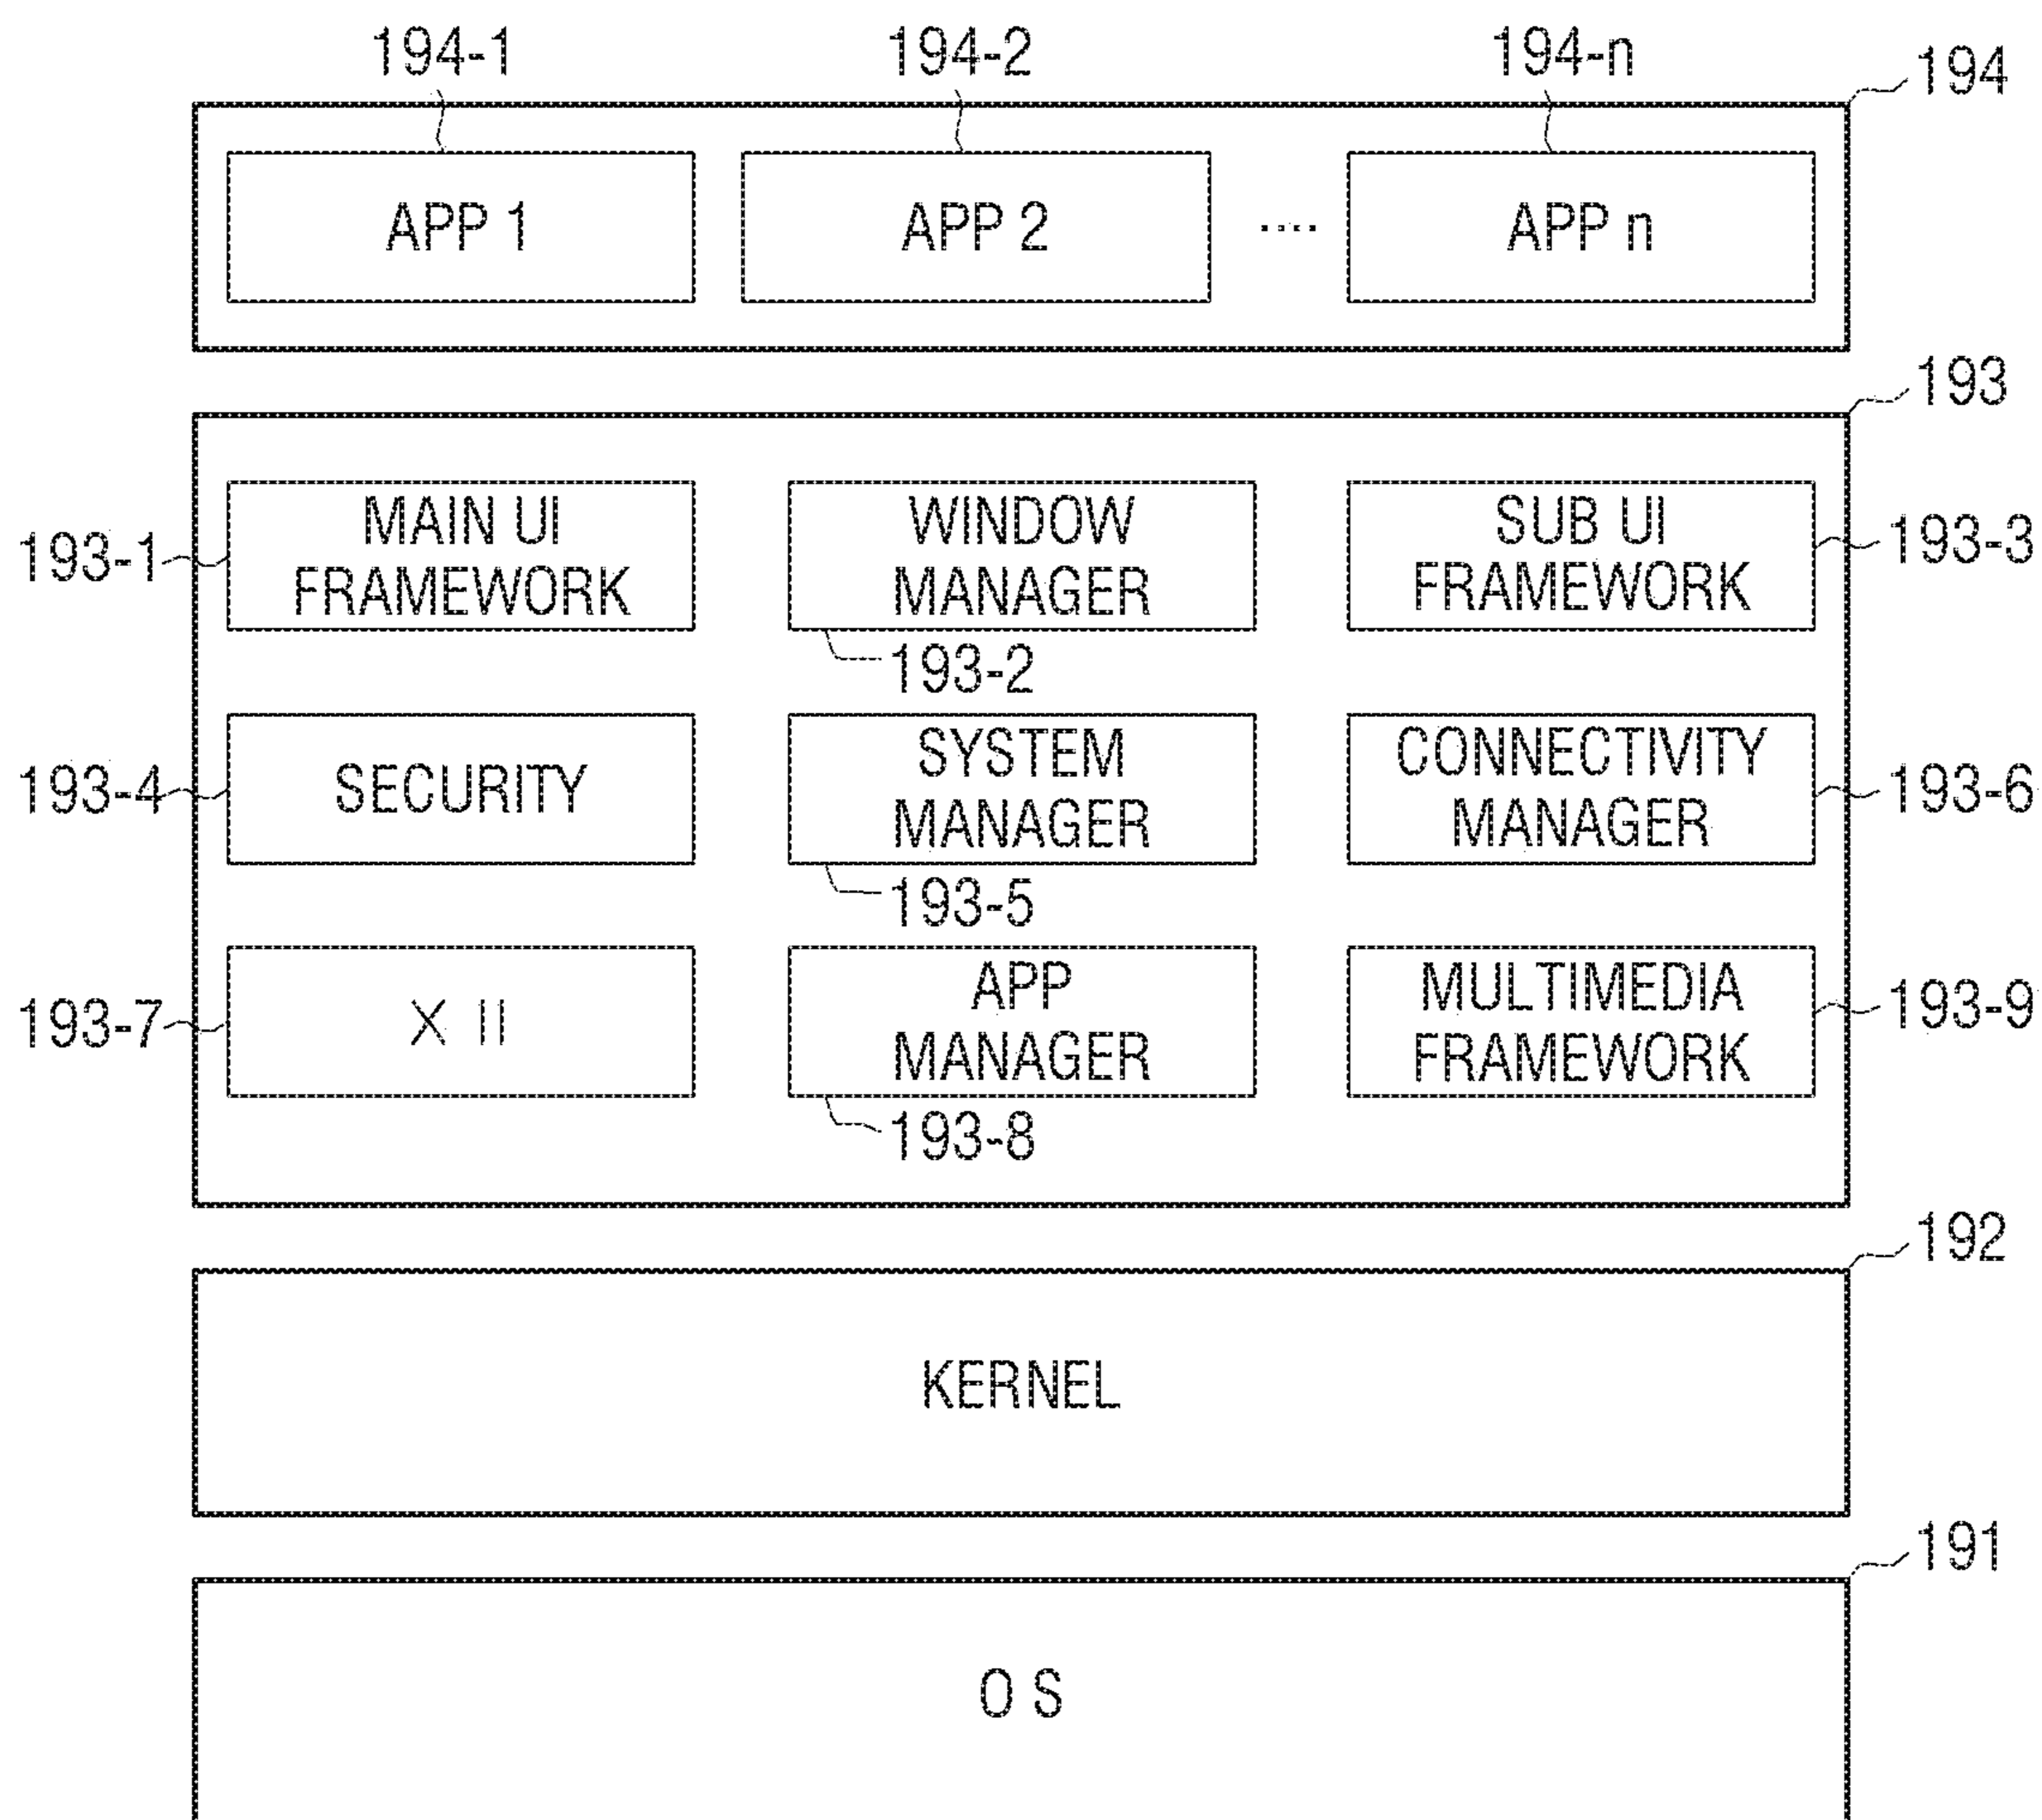 194-1 194-2 194-n 194
APP 1 APP 2 .... APP n
193
193-1 MAIN UI FRAMEWORK
WINDOW MANAGER
193-2
SUB UI FRAMEWORK 193-3
193-4 SECURITY
SYSTEM MANAGER
193-5
CONNECTIVITY MANAGER 193-6
193-7 X II
APP MANAGER
193-8
MULTIMEDIA FRAMEWORK 193-9
192
KERNEL
191
O S